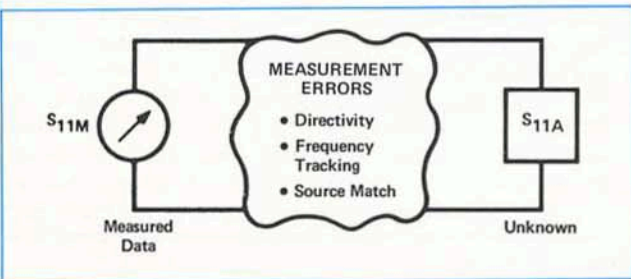 MEASUREMENT
ERRORS
• Directivity
• Frequency
Tracking
• Source Match
S11M
Measured
Data
S11A
Unknown